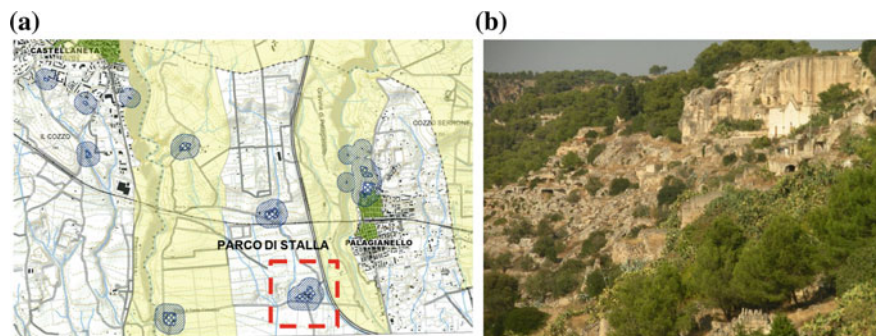 (a)
(b)
CASTELLANETA
IL COZZO
COZZO SERRONE
PARCO DI STALLA
PALAGIANELLO